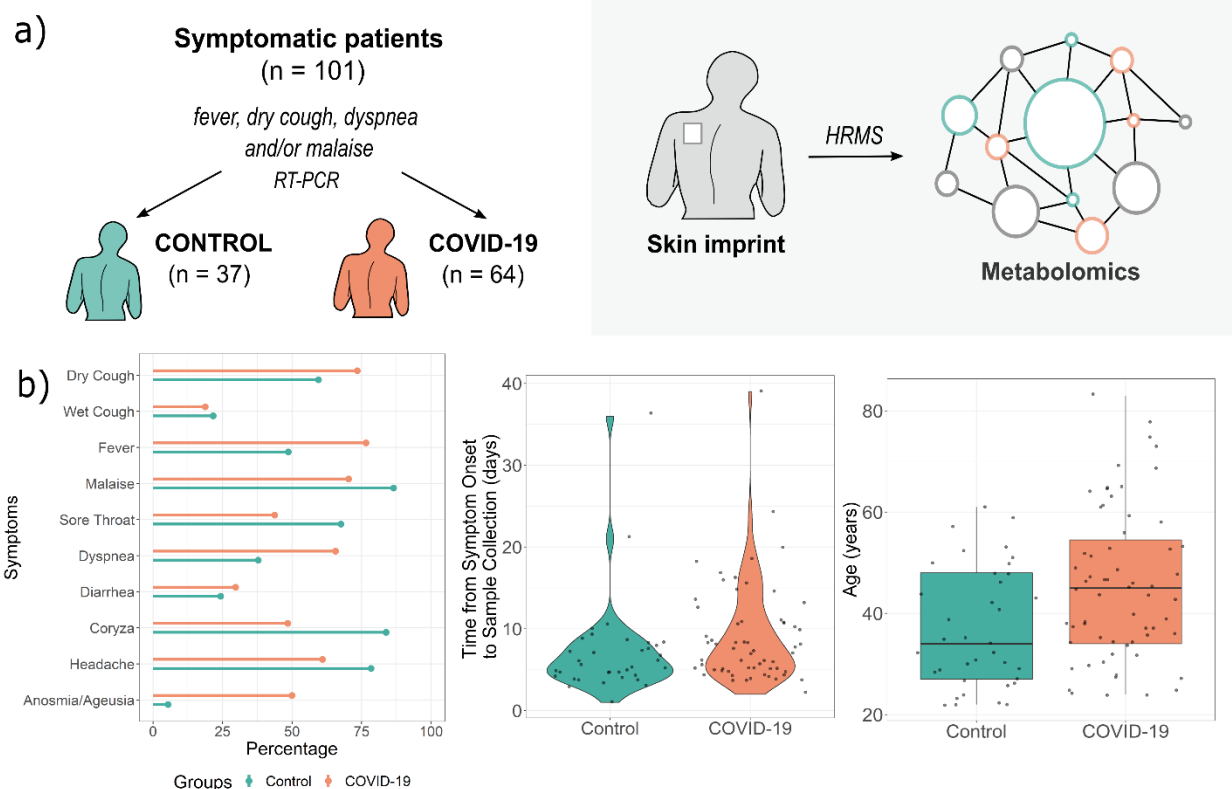 a)
Symptomatic patients
(n = 101)
fever, dry cough, dyspnea
and/or malaise
RT-PCR
CONTROL
(n = 37)
COVID-19
(n = 64)
HRMS
Skin imprint
Metabolomics
b)
Symptoms
Dry Cough
Wet Cough
Fever
Malaise
Sore Throat
Dyspnea
Diarrhea
Coryza
Headache
Anosmia/Ageusia
0 25 50 75 100
Percentage
Groups Control COVID-19
Time from Symptom Onset
to Sample Collection (days)
40
30
20
10
0
Control COVID-19
Age (years)
80
60
40
20
Control COVID-19